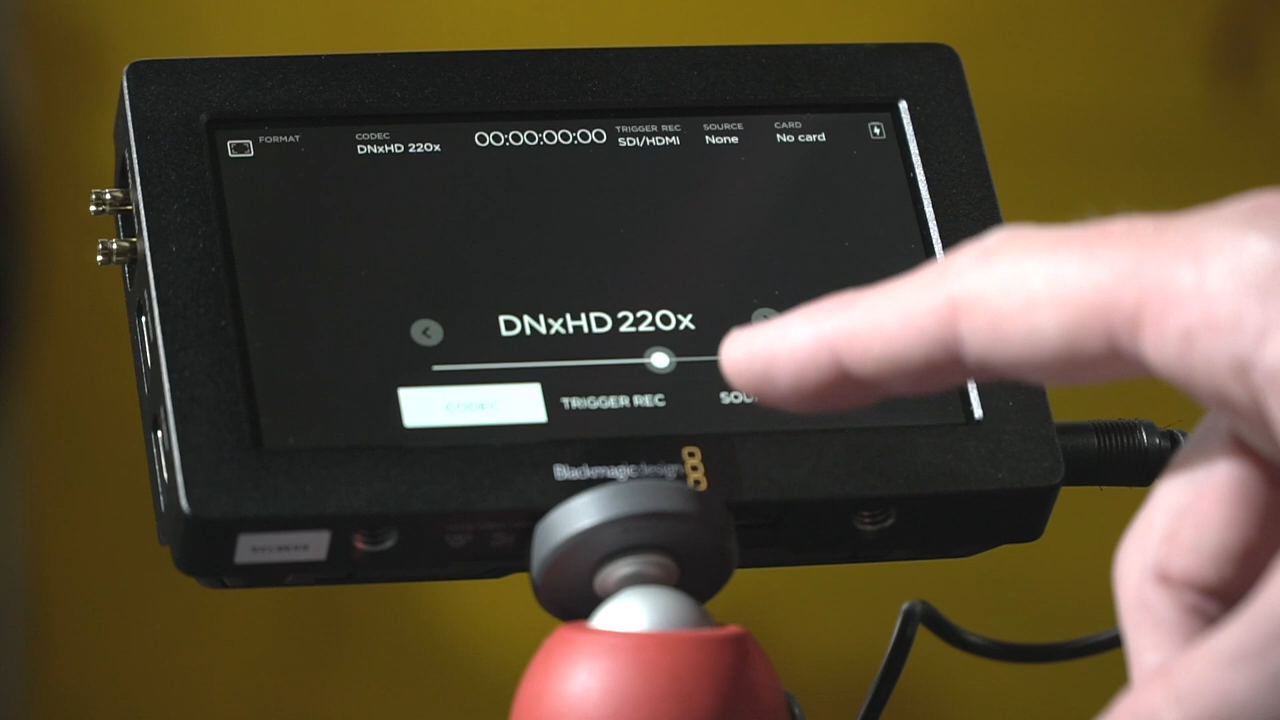 FORMAT
CODEC
DNxHD 220x
00:00:00:00
TRIGGER REC
SDI/HDMI
SOURCE
None
CARD
No card
DNxHD 220x
CODEC
TRIGGER REC
SOU
Blackmagicdesign